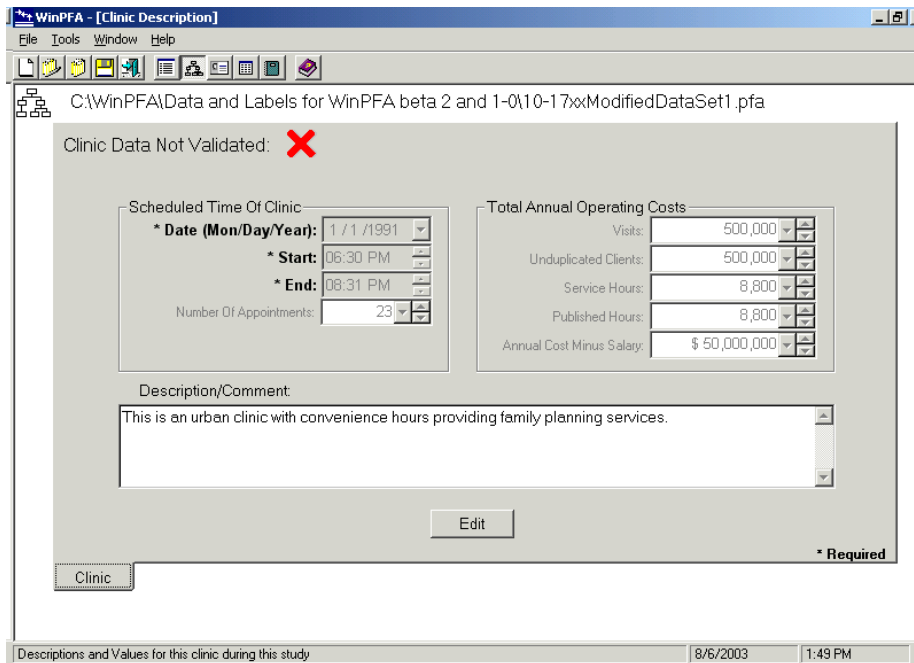 WinPFA - [Clinic Description]
File Tools Window Help
C:\WinPFA\Data and Labels for WinPFA beta 2 and 1-0\10-17xxModifiedDataSet1.pfa
Clinic Data Not Validated:
Scheduled Time Of Clinic
* Date (Mon/Day/Year): 1 / 1 /1991
* Start: 06:30 PM
* End: 08:31 PM
Number Of Appointments: 23
Total Annual Operating Costs
Visits: 500,000
Unduplicated Clients: 500,000
Service Hours: 8,800
Published Hours: 8,800
Annual Cost Minus Salary: $ 50,000,000
Description/Comment:
This is an urban clinic with convenience hours providing family planning services.
Edit
* Required
Clinic
Descriptions and Values for this clinic during this study 8/6/2003 1:49 PM